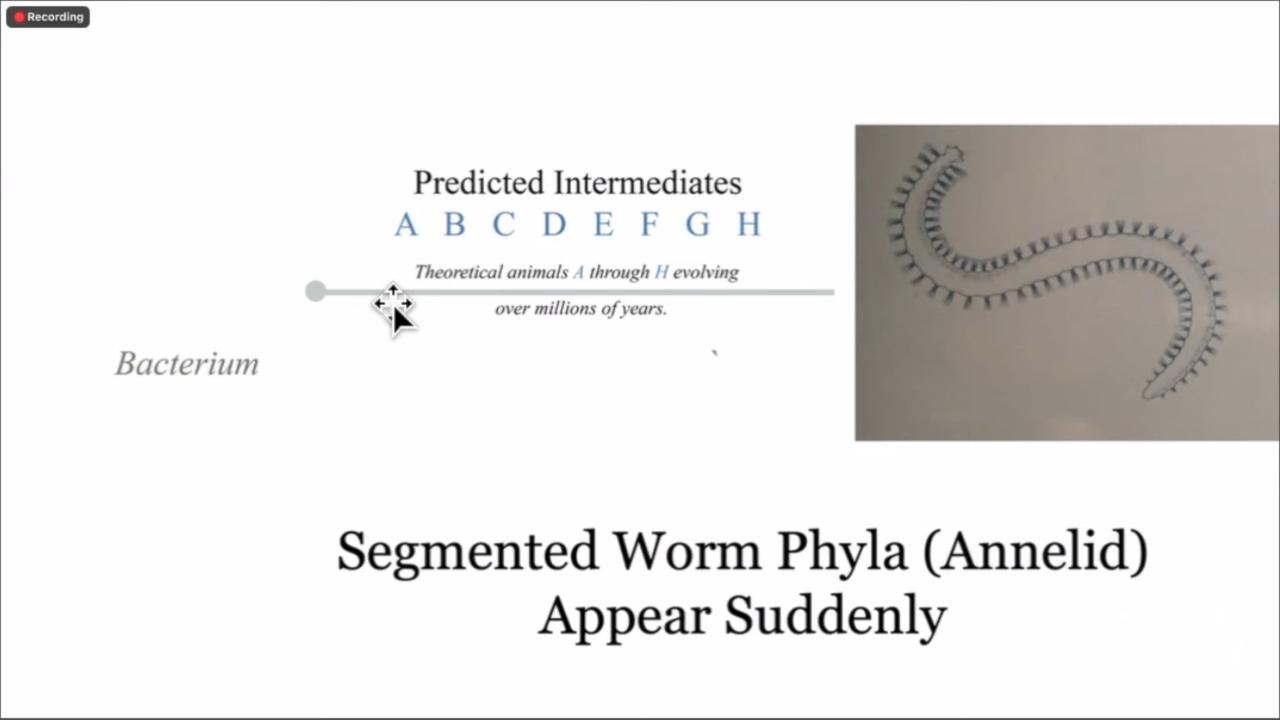 Recording
Predicted Intermediates
A B C D E F G H
Theoretical animals A through H evolving
over millions of years.
Bacterium
Segmented Worm Phyla (Annelid)
Appear Suddenly